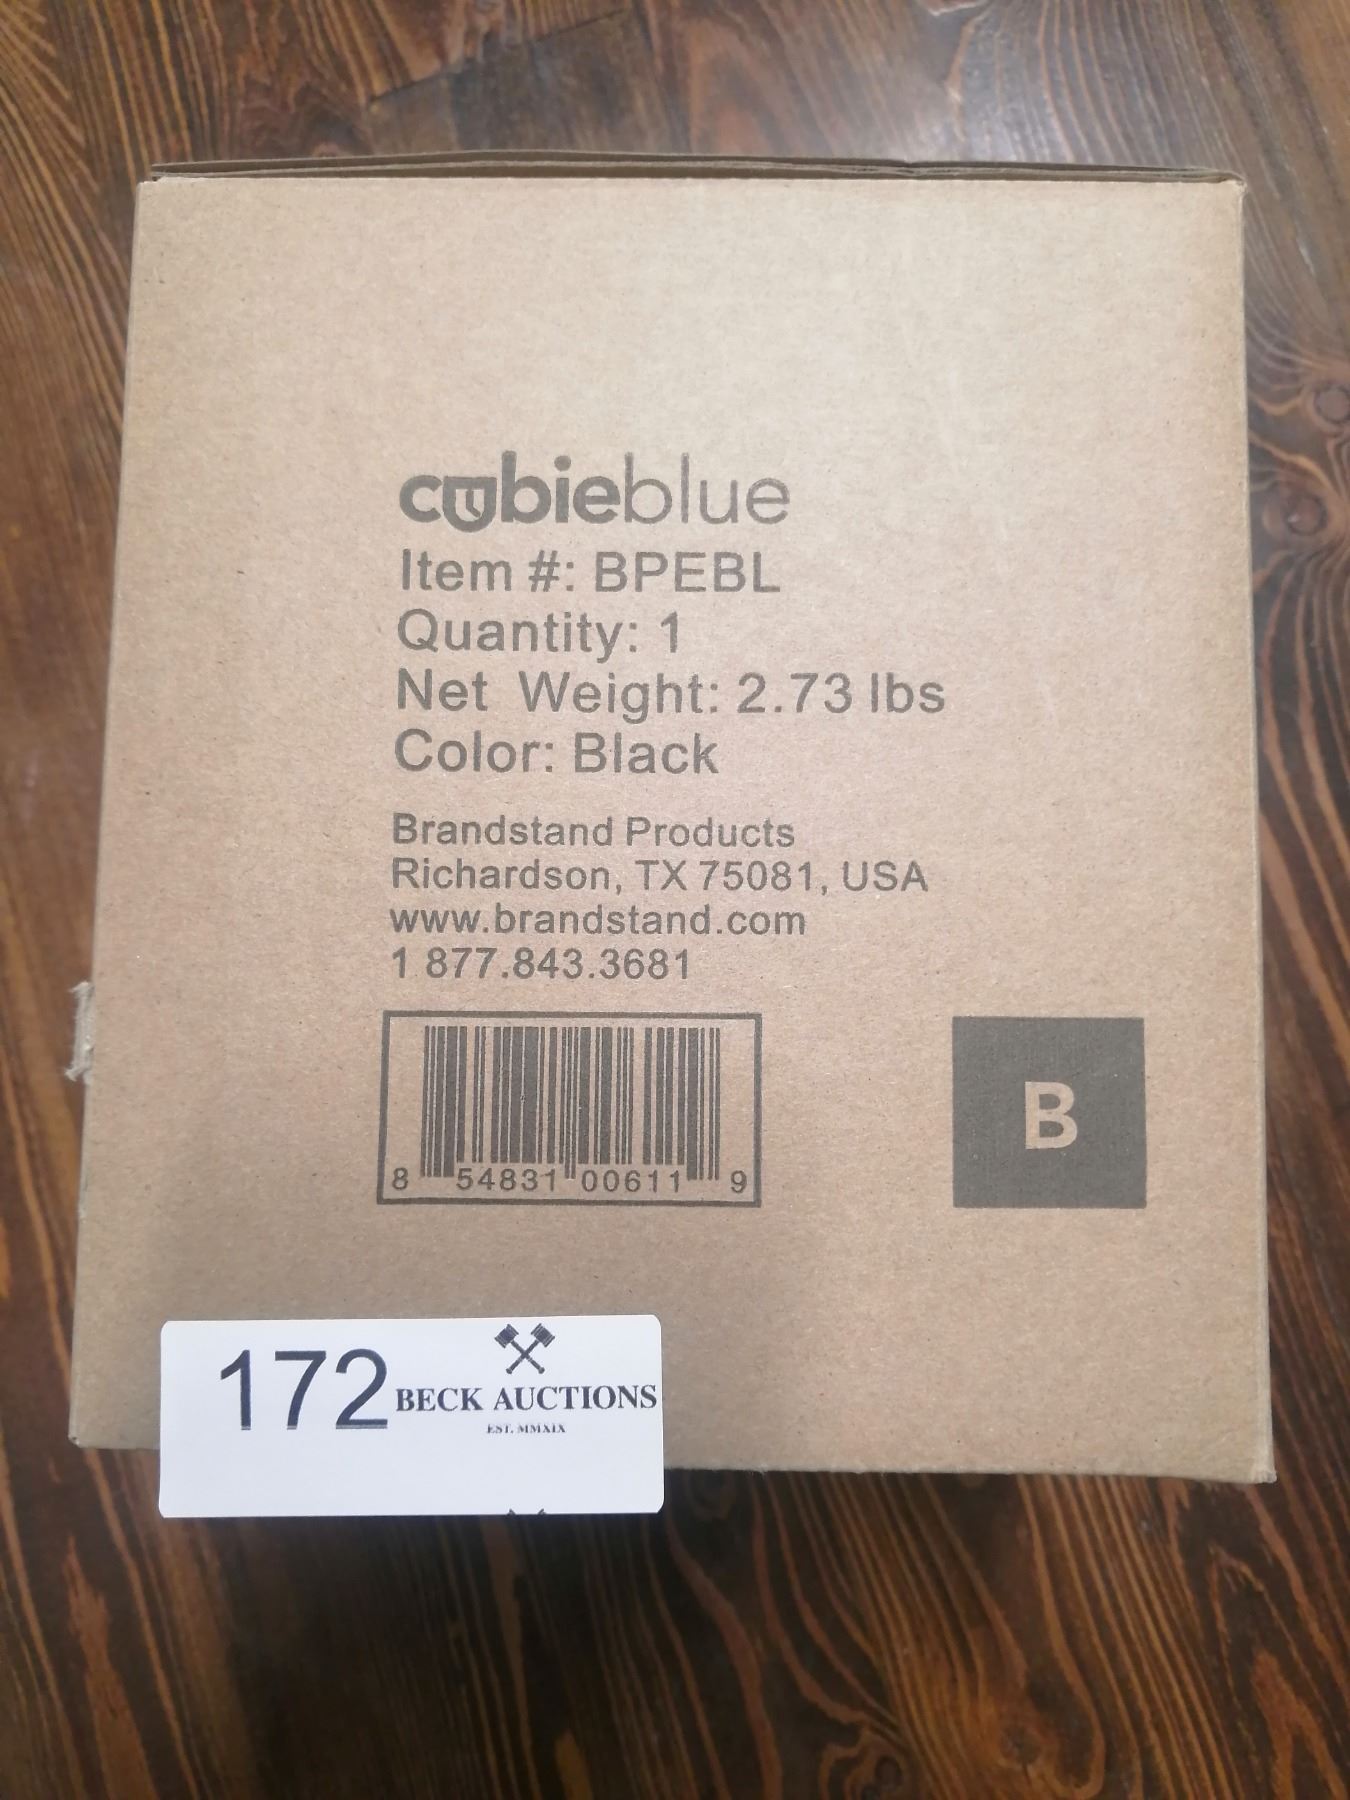 cubieblue
Item #: BPEBL
Quantity: 1
Net Weight: 2.73 lbs
Color: Black
Brandstand Products
Richardson, TX 75081, USA
www.brandstand.com
1 877.843.3681
8 54831 00611 9
B
172 BECK AUCTIONS
EST. MMXIX